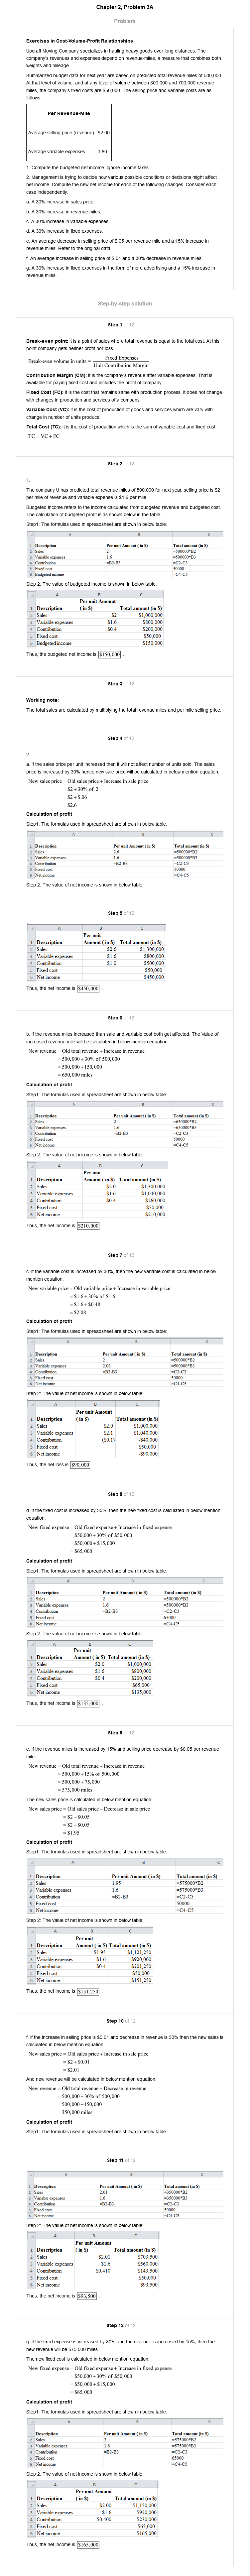 Chapter 2, Problem 3A
Problem
Exercises in Cost-Volume-Profit Relationships
Upcraft Moving Company specializes in hauling heavy goods over long distances. The
company's revenues and expenses depend on revenue-miles, a measure that combines both
weights and mileage.
Summarized budget data for next year are based on predicted total revenue miles of 500,000.
At that level of volume, and at any level of volume between 300,000 and 700,000 revenue
miles, the company's fixed costs are $50,000. The selling price and variable costs are as
follows:
Per Revenue-Mile
Average selling price (revenue) $2.00
Average variable expenses 1.60
1. Compute the budgeted net income. Ignore income taxes.
2. Management is trying to decide how various possible conditions or decisions might affect
net income. Compute the new net income for each of the following changes. Consider each
case independently.
a. A 30% increase in sales price.
b. A 30% increase in revenue miles.
c. A 30% increase in variable expenses.
d. A 30% increase in fixed expenses.
e. An average decrease in selling price of $.05 per revenue mile and a 15% increase in
revenue miles. Refer to the original data.
f. An average increase in selling price of $.01 and a 30% decrease in revenue miles.
g. A 30% increase in fixed expenses in the form of more advertising and a 15% increase in
revenue miles.
Step-by-step solution
Step 1 of 12
Break-even point: It is a point of sales where total revenue is equal to the total cost. At this
point company gets neither profit nor loss.
Break-even volume in units = Fixed Expenses / Unit Contribution Margin
Contribution Margin (CM): It is the company's revenue after variable expenses. That is
available for paying fixed cost and includes the profit of company.
Fixed Cost (FC): It is the cost that remains same with production process. It does not change
with changes in production and services of a company.
Variable Cost (VC): It is the cost of production of goods and services which are vary with
change in number of units produce.
Total Cost (TC): It is the cost of production which is the sum of variable cost and fixed cost.
TC = VC + FC
Step 2 of 12
1.
The company U has predicted total revenue miles of 500,000 for next year, selling price is $2
per mile of revenue and variable expense is $1.6 per mile.
Budgeted income refers to the income calculated from budgeted revenue and budgeted cost.
The calculation of budgeted profit is as shown below in the table.
Step1: The formulas used in spreadsheet are shown in below table:
A B C
1 Description Per unit Amount ( in $) Total amount (in $)
2 Sales 2 =500000*B2
3 Variable expenses 1.6 =500000*B3
4 Contribution =B2-B3 =C2-C3
5 Fixed cost 50000
6 Budgeted income =C4-C5
Step 2: The value of budgeted income is shown in below table:
A B C
Per unit Amount
1 Description ( in $) Total amount (in $)
2 Sales $2 $1,000,000
3 Variable expenses $1.6 $800,000
4 Contribution $0.4 $200,000
5 Fixed cost $50,000
6 Budgeted income $150,000
Thus, the budgeted net income is $150,000.
Step 3 of 12
Working note:
The total sales are calculated by multiplying the total revenue miles and per mile selling price.
Step 4 of 12
2.
a. If the sales price per unit increased then it will not affect number of units sold. The sales
price is increased by 30% hence new sale price will be calculated in below mention equation:
New sales price = Old sales price + Increase in sale price
= $2 + 30% of 2
= $2 + $.06
= $2.6
Calculation of profit
Step1: The formulas used in spreadsheet are shown in below table:
A B C
1 Description Per unit Amount ( in $) Total amount (in $)
2 Sales 2.6 =500000*B2
3 Variable expenses 1.6 =500000*B3
4 Contribution =B2-B3 =C2-C3
5 Fixed cost 50000
6 Net income =C4-C5
Step 2: The value of net income is shown in below table:
Step 5 of 12
A B C
Per unit
1 Description Amount ( in $) Total amount (in $)
2 Sales $2.6 $1,300,000
3 Variable expenses $1.6 $800,000
4 Contribution $1.0 $500,000
5 Fixed cost $50,000
6 Net income $450,000
Thus, the net income is $450,000.
Step 6 of 12
b. If the revenue miles increased than sale and variable cost both get affected. The Value of
increased revenue mile will be calculated in below mention equation:
New revenue = Old total revenue + Increase in revenue
= 500,000 + 30% of 500,000
= 500,000 + 150,000
= 650,000 miles
Calculation of profit
Step1: The formulas used in spreadsheet are shown in below table:
A B C
1 Description Per unit Amount ( in $) Total amount (in $)
2 Sales 2 =650000*B2
3 Variable expenses 1.6 =650000*B3
4 Contribution =B2-B3 =C2-C3
5 Fixed cost 50000
6 Net income =C4-C5
Step 2: The value of net income is shown in below table:
A B C
Per unit
1 Description Amount ( in $) Total amount (in $)
2 Sales $2.0 $1,300,000
3 Variable expenses $1.6 $1,040,000
4 Contribution $0.4 $260,000
5 Fixed cost $50,000
6 Net income $210,000
Thus, the net income is $210,000.
Step 7 of 12
c. If the variable cost is increased by 30%, then the new variable cost is calculated in below
mention equation:
New variable price = Old variable price + Increase in variable price
= $1.6 + 30% of $1.6
= $1.6 + $0.48
= $2.08
Calculation of profit
Step1: The formulas used in spreadsheet are shown in below table:
A B C
1 Description Per unit Amount ( in $) Total amount (in $)
2 Sales 2 =500000*B2
3 Variable expenses 2.08 =500000*B3
4 Contribution =B2-B3 =C2-C3
5 Fixed cost 50000
6 Net income =C4-C5
Step 2: The value of net income is shown in below table:
A B C
Per unit Amount
1 Description ( in $) Total amount (in $)
2 Sales $2.0 $1,000,000
3 Variable expenses $2.1 $1,040,000
4 Contribution ($0.1) -$40,000
5 Fixed cost $50,000
6 Net income -$90,000
Thus, the net loss is $90,000.
Step 8 of 12
d. If the fixed cost is increased by 30%, then the new fixed cost is calculated in below mention
equation:
New fixed expense = Old fixed expense + Increase in fixed expense
= $50,000 + 30% of $50,000
= $50,000 + $15,000
= $65,000
Calculation of profit
Step1: The formulas used in spreadsheet are shown in below table:
A B C
1 Description Per unit Amount ( in $) Total amount (in $)
2 Sales 2 =500000*B2
3 Variable expenses 1.6 =500000*B3
4 Contribution =B2-B3 =C2-C3
5 Fixed cost 65000
6 Net income =C4-C5
Step 2: The value of net income is shown in below table:
A B C
Per unit
1 Description Amount ( in $) Total amount (in $)
2 Sales $2.0 $1,000,000
3 Variable expenses $1.6 $800,000
4 Contribution $0.4 $200,000
5 Fixed cost $65,000
6 Net income $135,000
Thus, the net income is $135,000.
Step 9 of 12
e. If the revenue miles is increased by 15% and selling price decrease by $0.05 per revenue
mile:
New revenue = Old total revenue + Increase in revenue
= 500,000 + 15% of 500,000
= 500,000 + 75,000
= 575,000 miles
The new sales price is calculated in below mention equation:
New sales price = Old sales price – Decrease in sale price
= $2 – $0.05
= $2 – $0.05
= $1.95
Calculation of profit
Step1: The formulas used in spreadsheet are shown in below table:
A B C
1 Description Per unit Amount ( in $) Total amount (in $)
2 Sales 1.95 =575000*B2
3 Variable expenses 1.6 =575000*B3
4 Contribution =B2-B3 =C2-C3
5 Fixed cost 50000
6 Net income =C4-C5
Step 2: The value of net income is shown in below table:
A B C
Per unit
1 Description Amount ( in $) Total amount (in $)
2 Sales $1.95 $1,121,250
3 Variable expenses $1.6 $920,000
4 Contribution $0.4 $201,250
5 Fixed cost $50,000
6 Net income $151,250
Thus, the net income is $151,250.
Step 10 of 12
f. If the increase in selling price is $0.01 and decrease in revenue is 30% then the new sales is
calculated in below mention equation:
New sales price = Old sales price + Increase in sale price
= $2 + $0.01
= $2.01
And new revenue will be calculated in below mention equation:
New revenue = Old total revenue + Decrease in revenue
= 500,000 – 30% of 500,000
= 500,000 – 150,000
= 350,000 miles
Calculation of profit
Step1: The formulas used in spreadsheet are shown in below table:
Step 11 of 12
A B C
1 Description Per unit Amount ( in $) Total amount (in $)
2 Sales 2.01 =350000*B2
3 Variable expenses 1.6 =350000*B3
4 Contribution =B2-B3 =C2-C3
5 Fixed cost 50000
6 Net income =C4-C5
Step 2: The value of net income is shown in below table:
A B C
Per unit Amount
1 Description ( in $) Total amount (in $)
2 Sales $2.01 $703,500
3 Variable expenses $1.6 $560,000
4 Contribution $0.410 $143,500
5 Fixed cost $50,000
6 Net income $93,500
Thus, the net income is $93,500.
Step 12 of 12
g. If the fixed expense is increased by 30% and the revenue is increased by 15%, then the
new revenue will be 575,000 miles.
The new fixed cost is calculated in below mention equation:
New fixed expense = Old fixed expense + Increase in fixed expense
= $50,000 + 30% of $50,000
= $50,000 + $15,000
= $65,000
Calculation of profit
Step1: The formulas used in spreadsheet are shown in below table:
A B C
1 Description Per unit Amount ( in $) Total amount (in $)
2 Sales 2 =575000*B2
3 Variable expenses 1.6 =575000*B3
4 Contribution =B2-B3 =C2-C3
5 Fixed cost 65000
6 Net income =C4-C5
Step 2: The value of net income is shown in below table:
A B C
Per unit Amount
1 Description ( in $) Total amount (in $)
2 Sales $2.00 $1,150,000
3 Variable expenses $1.6 $920,000
4 Contribution $0.400 $230,000
5 Fixed cost $65,000
6 Net income $165,000
Thus, the net income is $165,000.